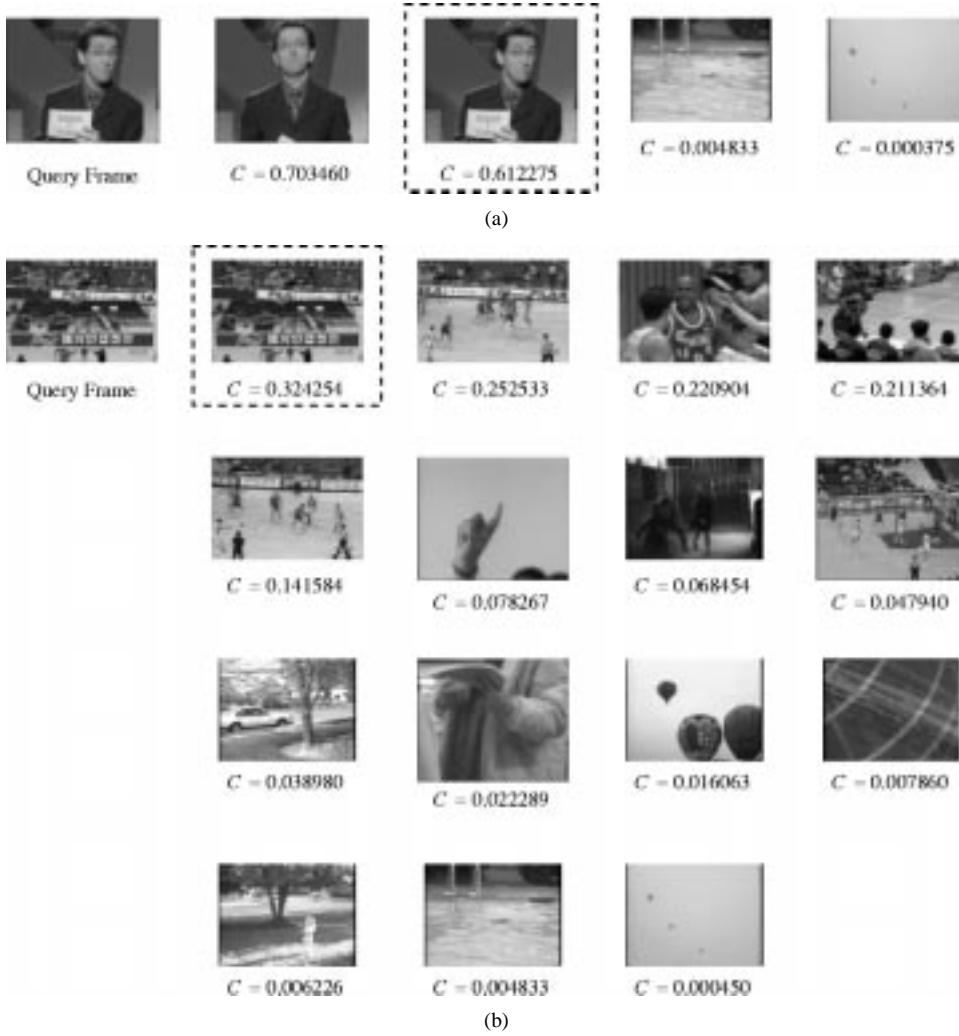 Query Frame C = 0.703460 C = 0.612275 C = 0.004833 C = 0.000375
(a)
Query Frame C = 0.324254 C = 0.252533 C = 0.220904 C = 0.211364
C = 0.141584 C = 0.078267 C = 0.068454 C = 0.047940
C = 0.038980 C = 0.022289 C = 0.016063 C = 0.007860
C = 0.006226 C = 0.004833 C = 0.000450
(b)